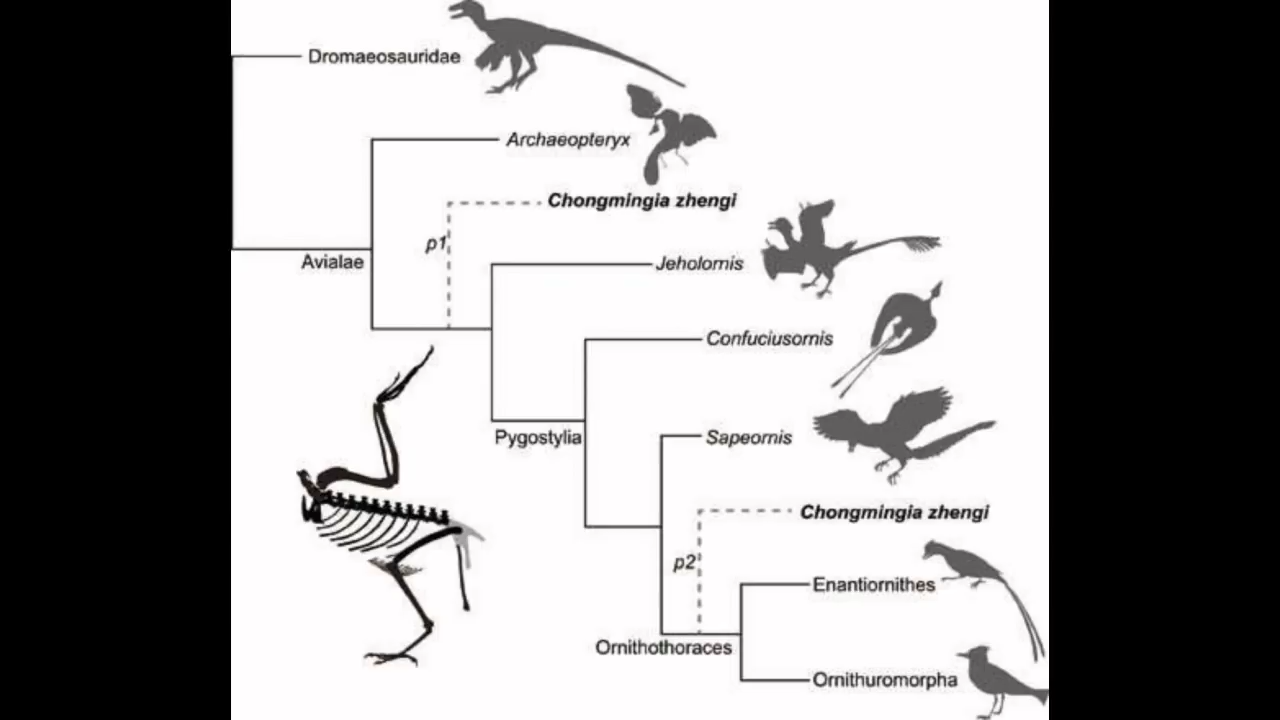 Dromaeosauridae
Archaeopteryx
Chongmingia zhengi
p1
Avialae
Jeholornis
Confuciusornis
Pygostylia
Sapeornis
Chongmingia zhengi
p2
Enantiornithes
Ornithothoraces
Ornithuromorpha